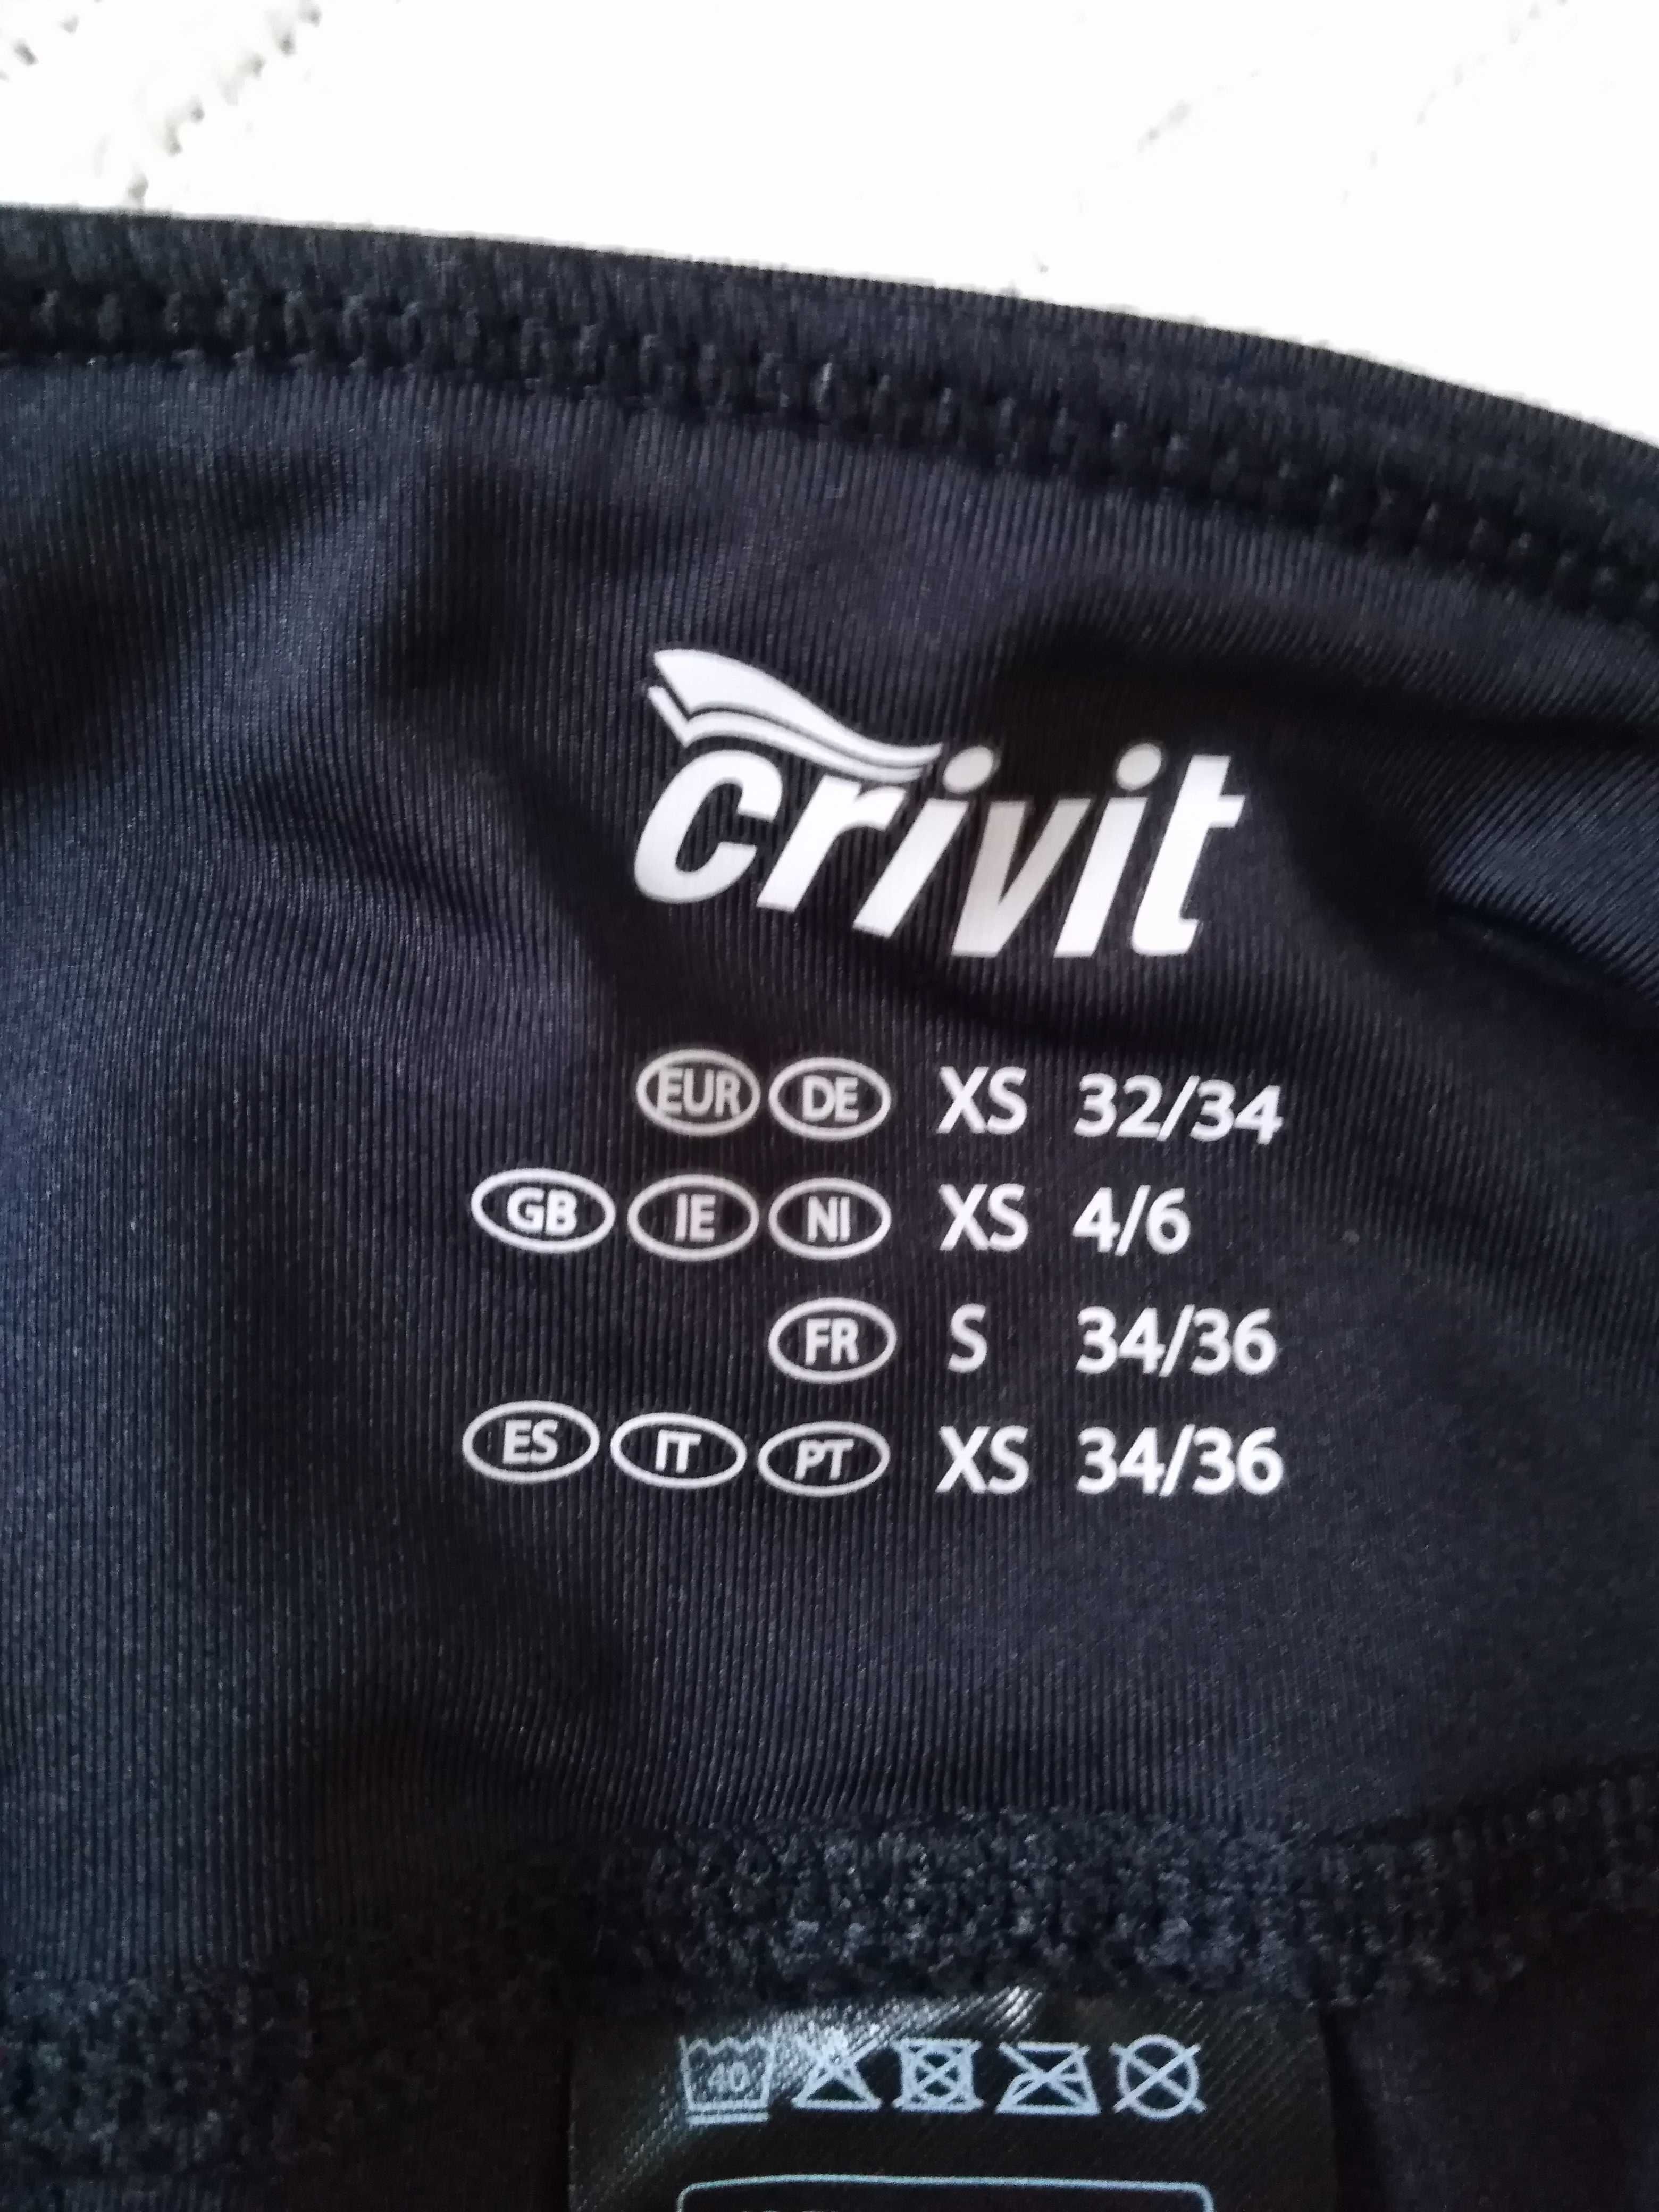 crivit
EUR DE XS 32/34
GB IE NI XS 4/6
FR S 34/36
ES IT PT XS 34/36
40